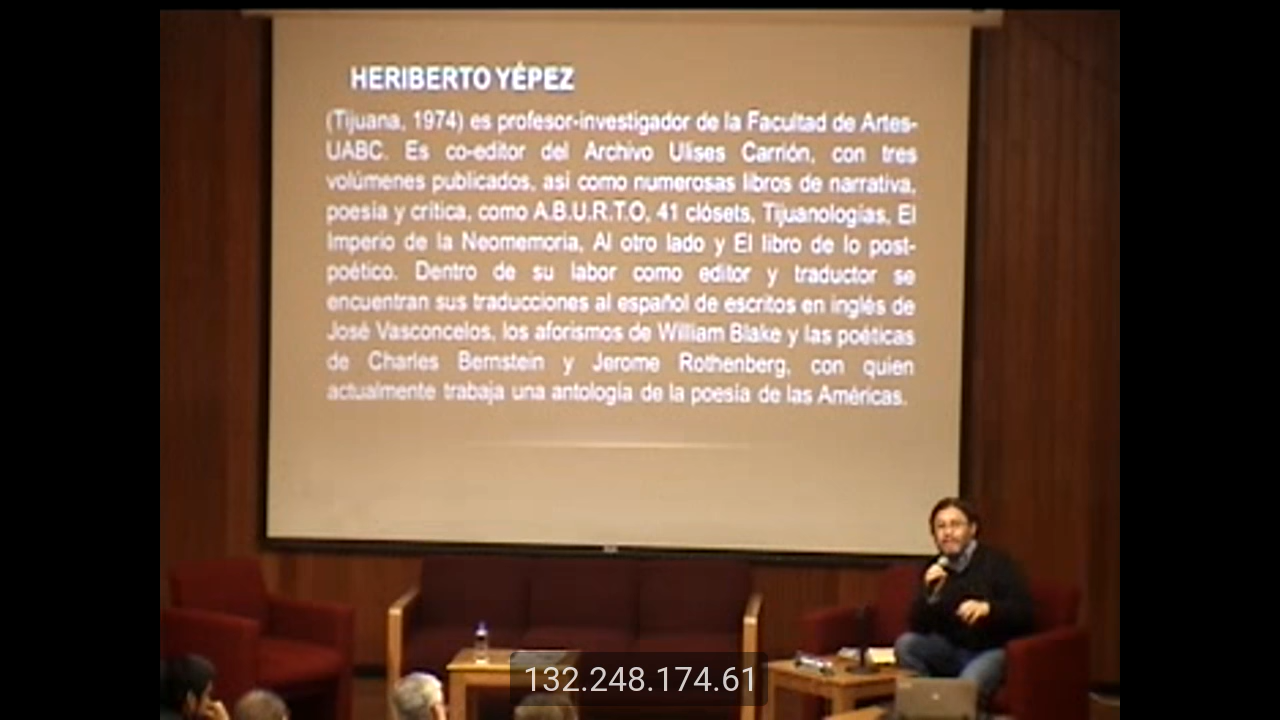 HERIBERTO YÉPEZ
(Tijuana, 1974) es profesor-investigador de la Facultad de Artes-
UABC. Es co-editor del Archivo Ulises Carrión, con tres
volúmenes publicados, así como numerosas libros de narrativa,
poesía y crítica, como A.B.U.R.T.O, 41 clósets, Tijuanologías, El
Imperio de la Neomemoria, Al otro lado y El libro de lo post-
poético. Dentro de su labor como editor y traductor se
encuentran sus traducciones al español de escritos en inglés de
José Vasconcelos, los aforismos de William Blake y las poéticas
de Charles Bernstein y Jerome Rothenberg, con quien
actualmente trabaja una antología de la poesía de las Américas.
132.248.174.61